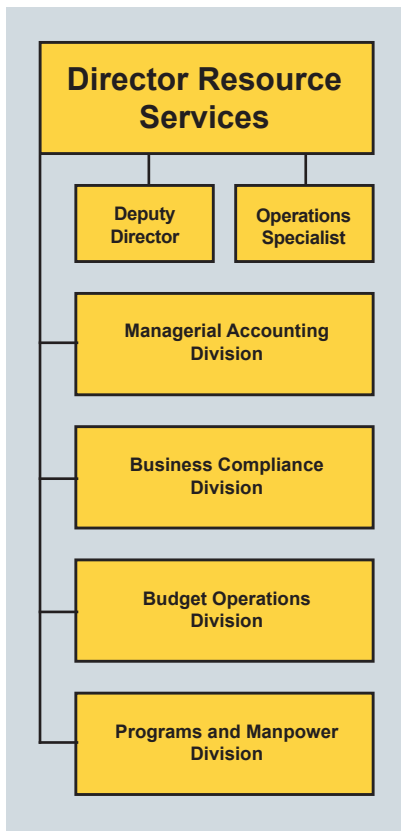 Director Resource
Services
Deputy
Director
Operations
Specialist
Managerial Accounting
Division
Business Compliance
Division
Budget Operations
Division
Programs and Manpower
Division